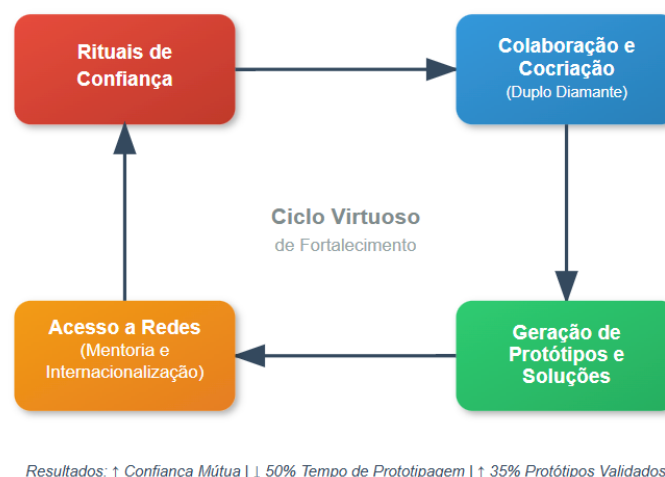 Rituais de
Confiança
Colaboração e
Cocriação
(Duplo Diamante)
Ciclo Virtuoso
de Fortalecimento
Acesso a Redes
(Mentoria e
Internacionalização)
Geração de
Protótipos e
Soluções
Resultados: ↑ Confiança Mútua | ↓ 50% Tempo de Prototipagem | ↑ 35% Protótipos Validados